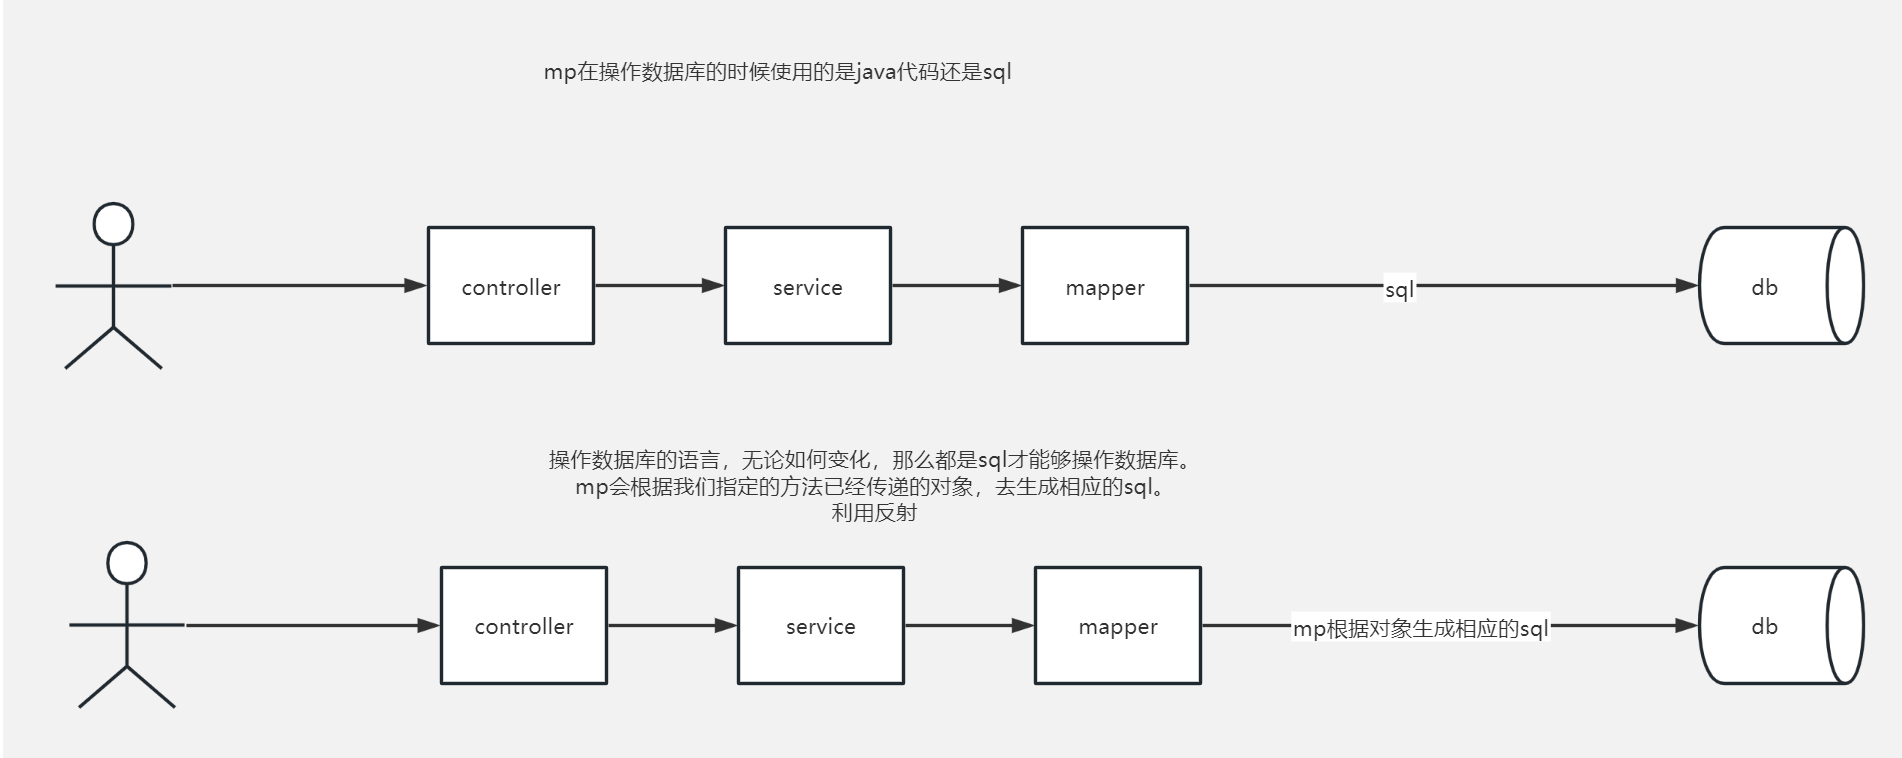 mp在操作数据库的时候使用的是java代码还是sql
controller
service
mapper
sql
db
操作数据库的语言，无论如何变化，那么都是sql才能够操作数据库。
mp会根据我们指定的方法已经传递的对象，去生成相应的sql。
利用反射
controller
service
mapper
mp根据对象生成相应的sql
db